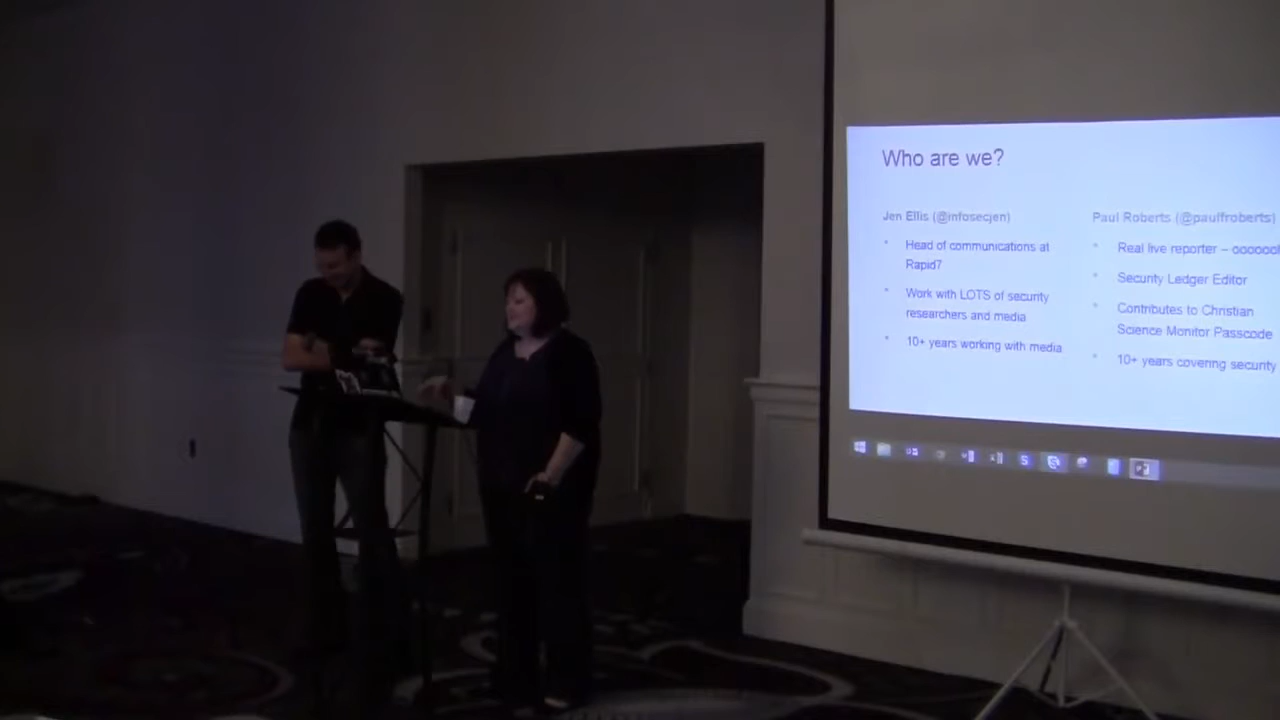 Who are we?
Jen Ellis (@infosecjen)
Head of communications at
Rapid7
Work with LOTS of security
researchers and media
10+ years working with media
Paul Roberts (@paulfroberts)
Real live reporter – oooooo
Security Ledger Editor
Contributes to Christian
Science Monitor Passcode
10+ years covering security